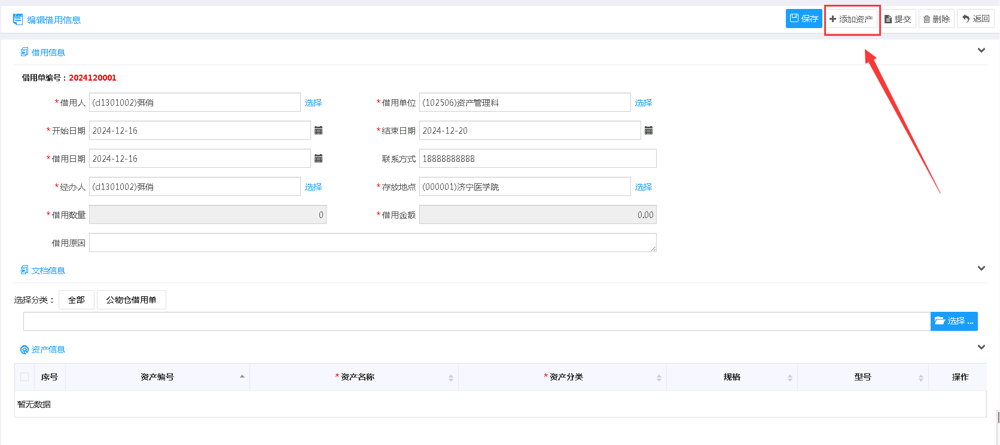 编辑借用信息 保存 添加资产 提交 删除 返回
借用信息
借用单编号：2024120001
*借用人 (d1301002)弭俏 选择 *借用单位 (102506)资产管理科 选择
*开始日期 2024-12-16 *结束日期 2024-12-20
*借用日期 2024-12-16 联系方式 18888888888
*经办人 (d1301002)弭俏 选择 *存放地点 (000001)济宁医学院 选择
*借用数量 0 *借用金额 0.00
借用原因
文档信息
选择分类： 全部 公物仓借用单
选择 ...
资产信息
序号 资产编号 *资产名称 *资产分类 规格 型号 操作
暂无数据